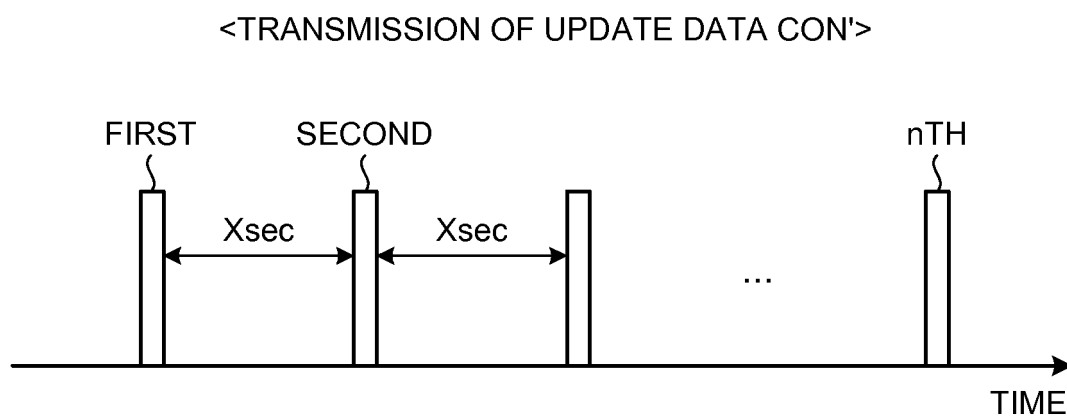 <TRANSMISSION OF UPDATE DATA CON'>
FIRST
SECOND
nTH
Xsec
Xsec
...
TIME